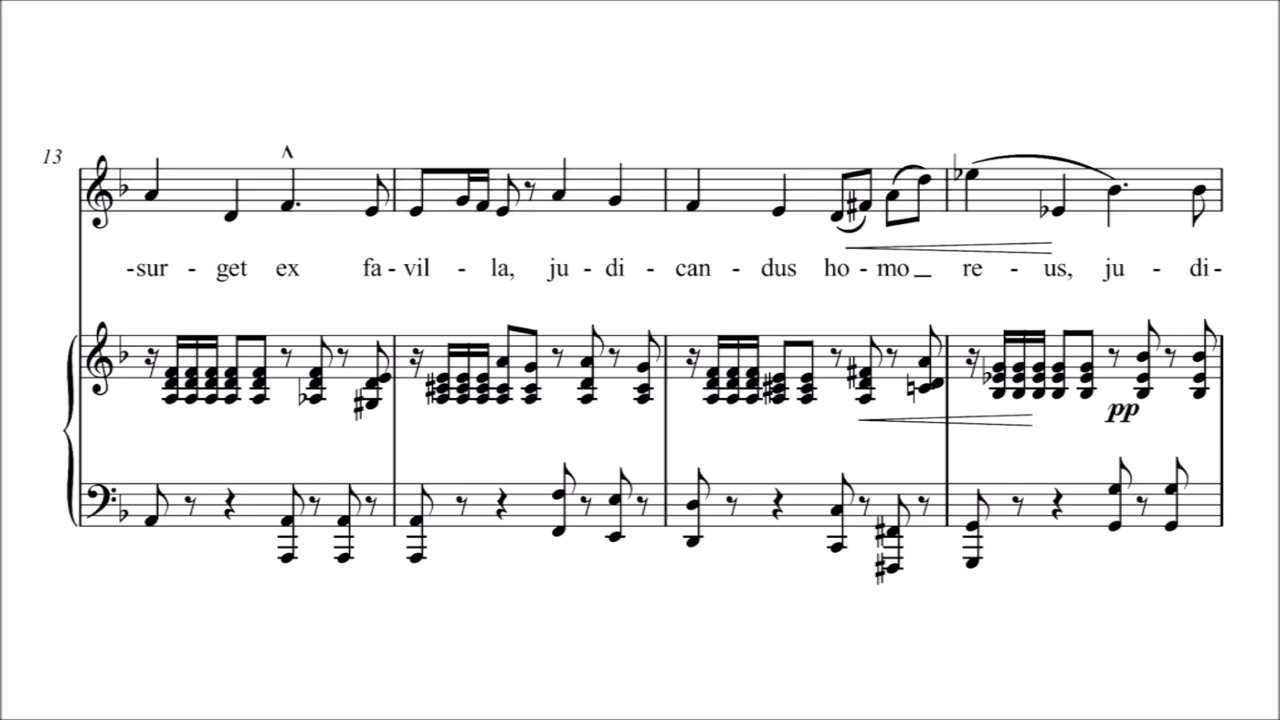 13
-sur - get ex fa - vil - la, ju - di - can - dus ho - mo_ re - us, ju - di -
pp